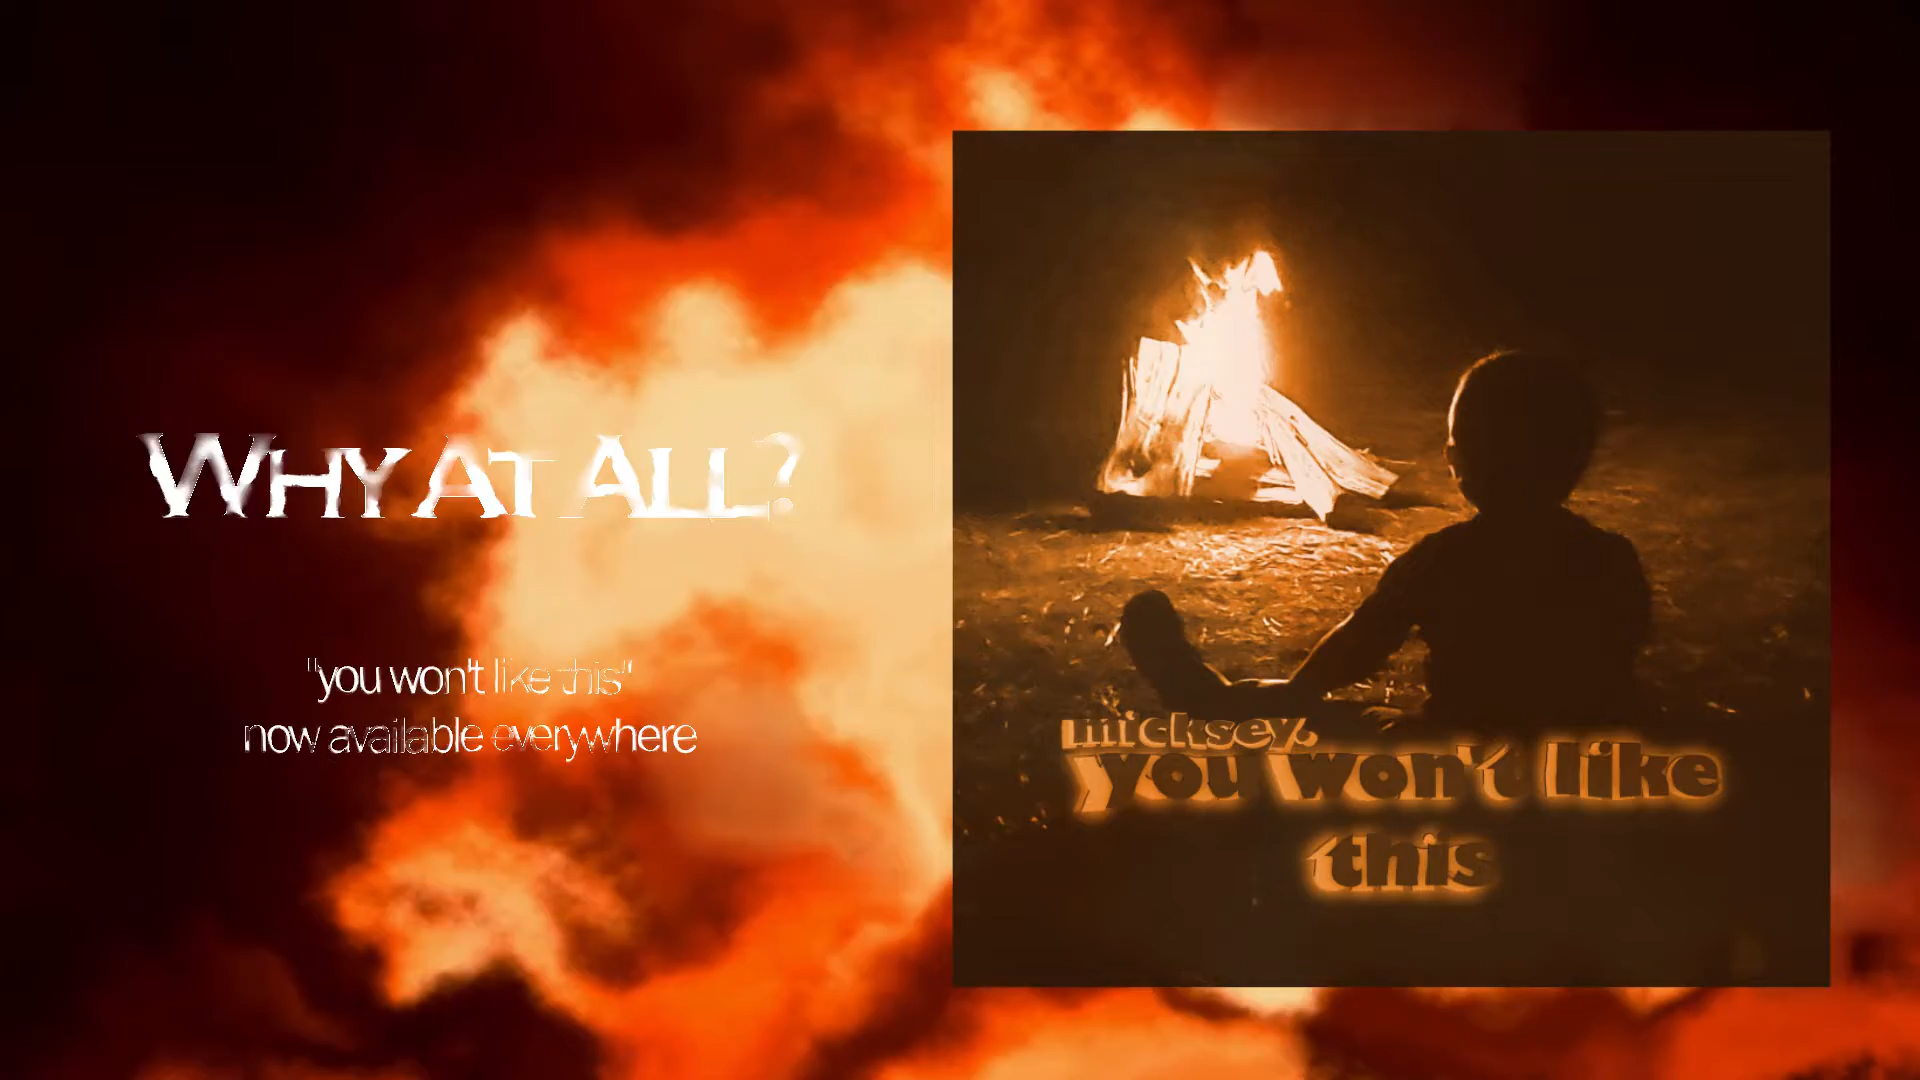 WHY AT ALL?
"you won't like this"
now available everywhere
micksey.
you won't like
this